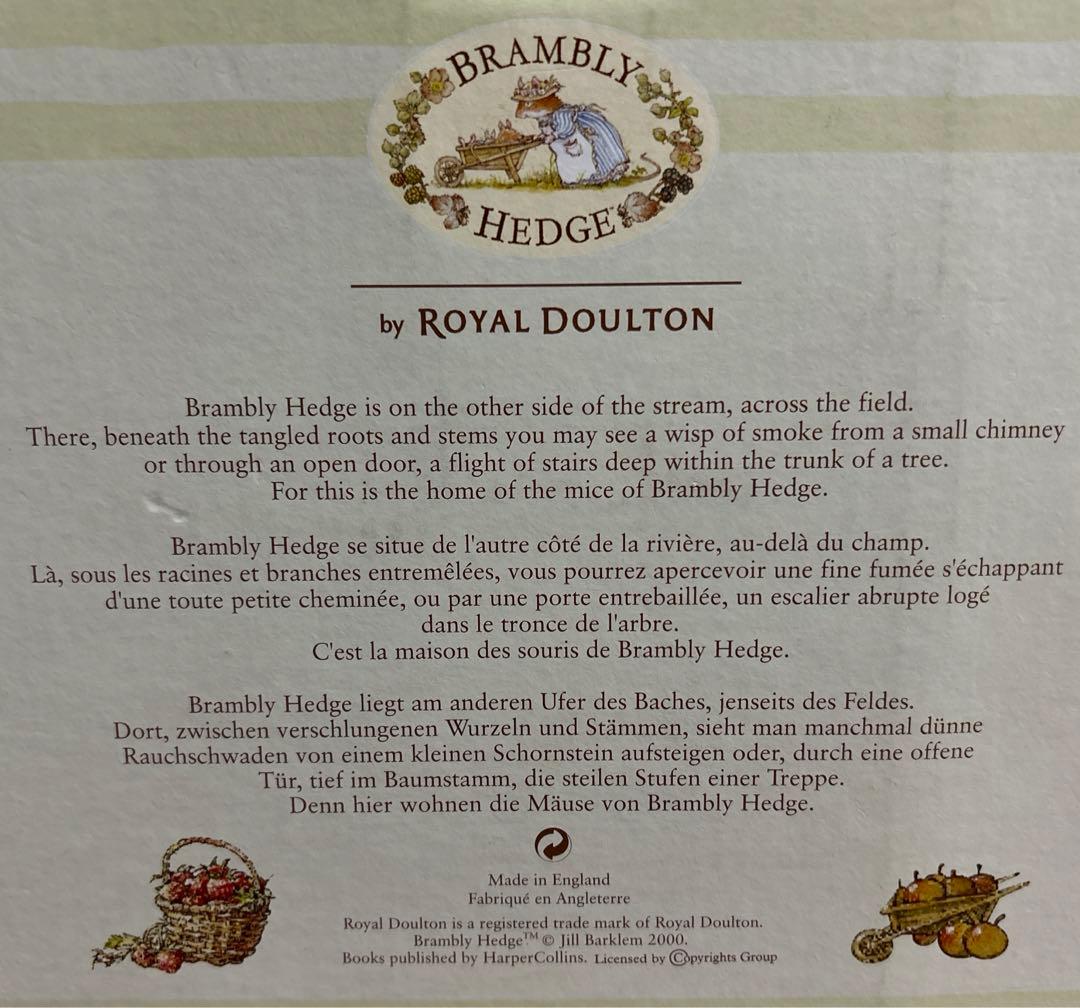 BRAMBLY
HEDGE™
by ROYAL DOULTON
Brambly Hedge is on the other side of the stream, across the field.
There, beneath the tangled roots and stems you may see a wisp of smoke from a small chimney
or through an open door, a flight of stairs deep within the trunk of a tree.
For this is the home of the mice of Brambly Hedge.
Brambly Hedge se situe de l'autre côté de la rivière, au-delà du champ.
Là, sous les racines et branches entremêlées, vous pourrez apercevoir une fine fumée s'échappant
d'une toute petite cheminée, ou par une porte entrebaillée, un escalier abrupte logé
dans le tronce de l'arbre.
C'est la maison des souris de Brambly Hedge.
Brambly Hedge liegt am anderen Ufer des Baches, jenseits des Feldes.
Dort, zwischen verschlungenen Wurzeln und Stämmen, sieht man manchmal dünne
Rauchschwaden von einem kleinen Schornstein aufsteigen oder, durch eine offene
Tür, tief im Baumstamm, die steilen Stufen einer Treppe.
Denn hier wohnen die Mäuse von Brambly Hedge.
Made in England
Fabriqué en Angleterre
Royal Doulton is a registered trade mark of Royal Doulton.
Brambly Hedge™ © Jill Barklem 2000.
Books published by HarperCollins. Licensed by ©opyrights Group